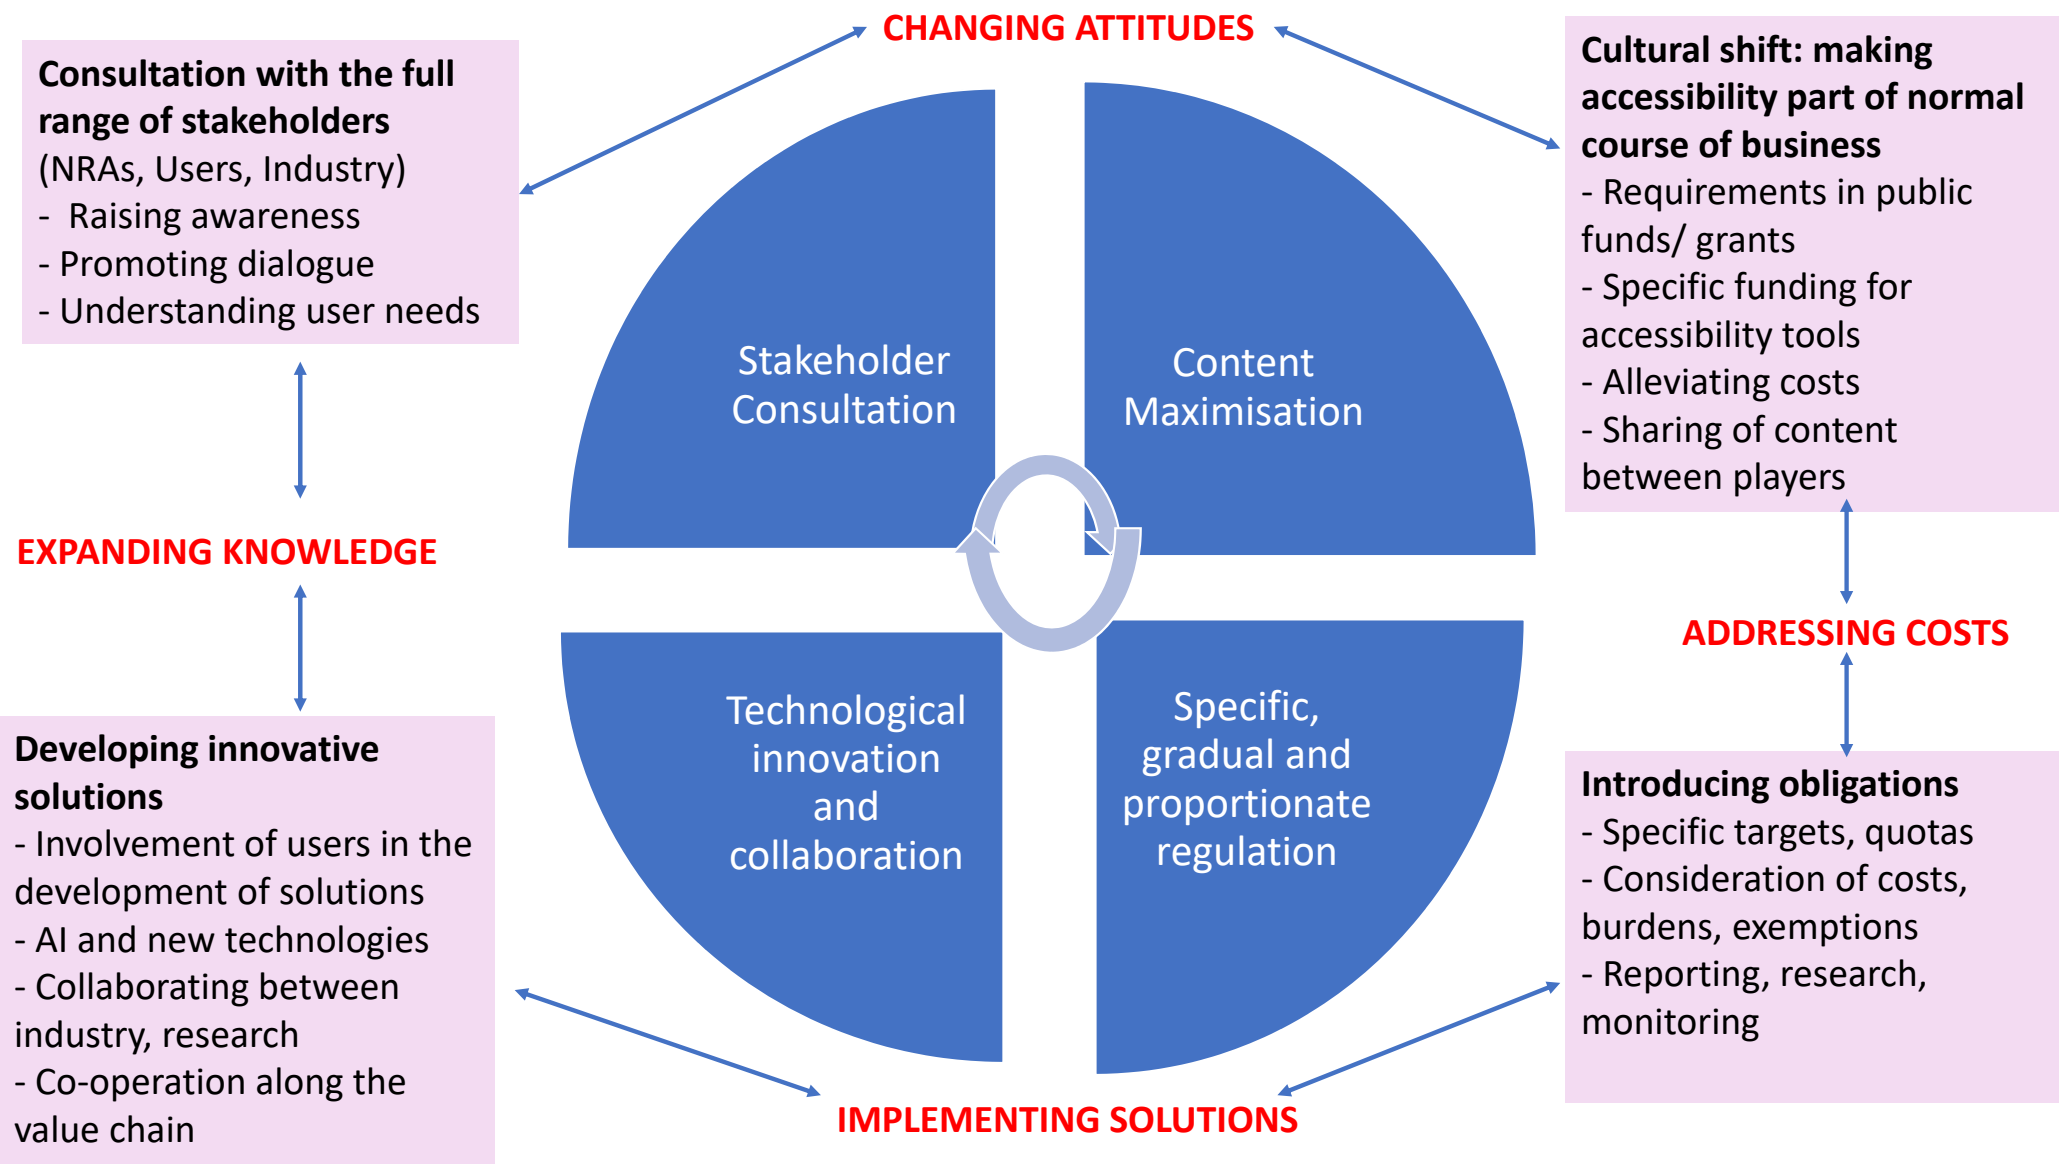 CHANGING ATTITUDES
Consultation with the full
range of stakeholders
(NRAs, Users, Industry)
-  Raising awareness
- Promoting dialogue
- Understanding user needs
Cultural shift: making
accessibility part of normal
course of business
- Requirements in public
funds/ grants
- Specific funding for
accessibility tools
- Alleviating costs
- Sharing of content
between players
Stakeholder
Consultation
Content
Maximisation
EXPANDING KNOWLEDGE
ADDRESSING COSTS
Technological
innovation
and
collaboration
Specific,
gradual and
proportionate
regulation
Developing innovative
solutions
- Involvement of users in the
development of solutions
- AI and new technologies
- Collaborating between
industry, research
- Co-operation along the
value chain
Introducing obligations
- Specific targets, quotas
- Consideration of costs,
burdens, exemptions
- Reporting, research,
monitoring
IMPLEMENTING SOLUTIONS